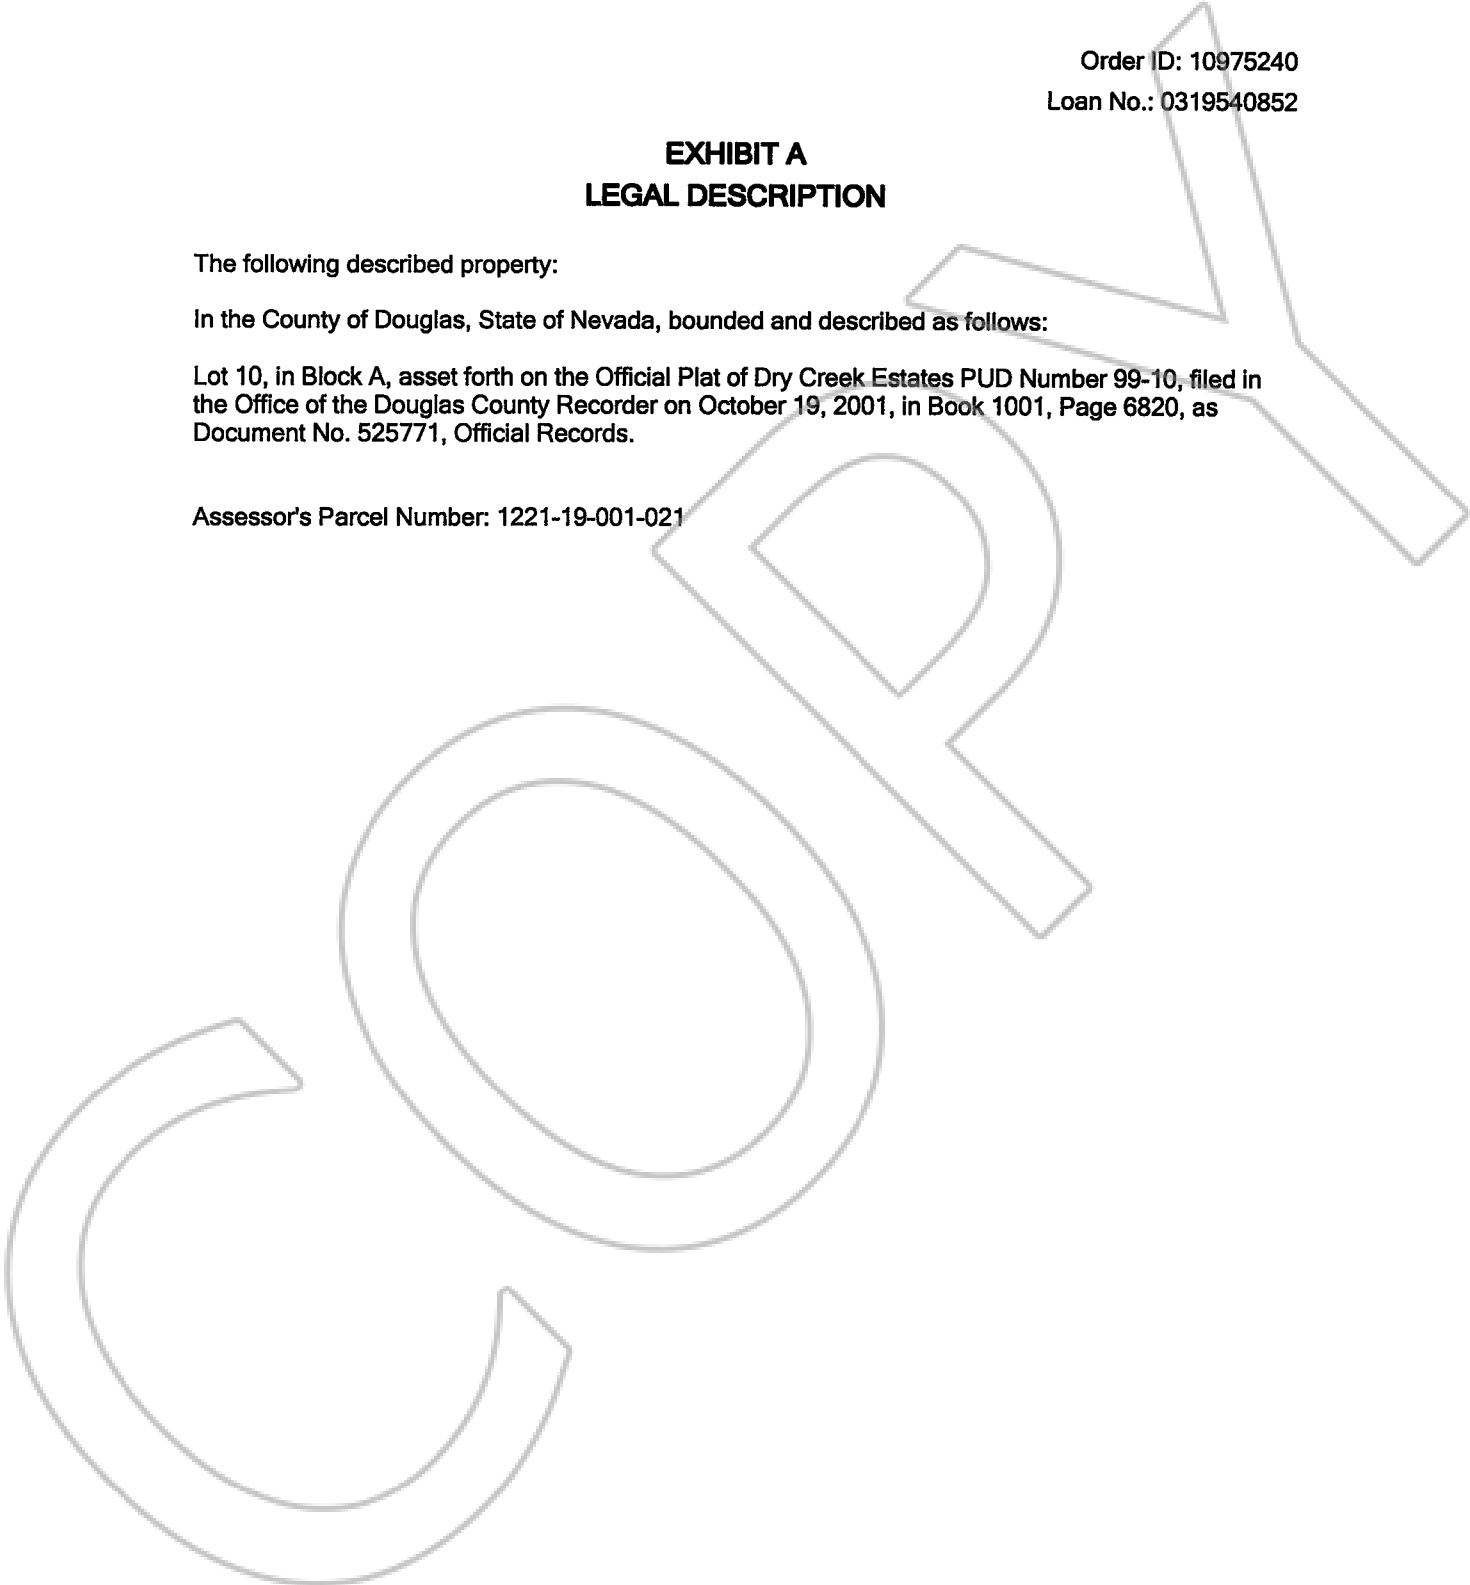 Order ID: 10975240
Loan No.: 0319540852
EXHIBIT A
LEGAL DESCRIPTION
The following described property:
In the County of Douglas, State of Nevada, bounded and described as follows:
Lot 10, in Block A, asset forth on the Official Plat of Dry Creek Estates PUD Number 99-10, filed in
the Office of the Douglas County Recorder on October 19, 2001, in Book 1001, Page 6820, as
Document No. 525771, Official Records.
Assessor's Parcel Number: 1221-19-001-021
COPY